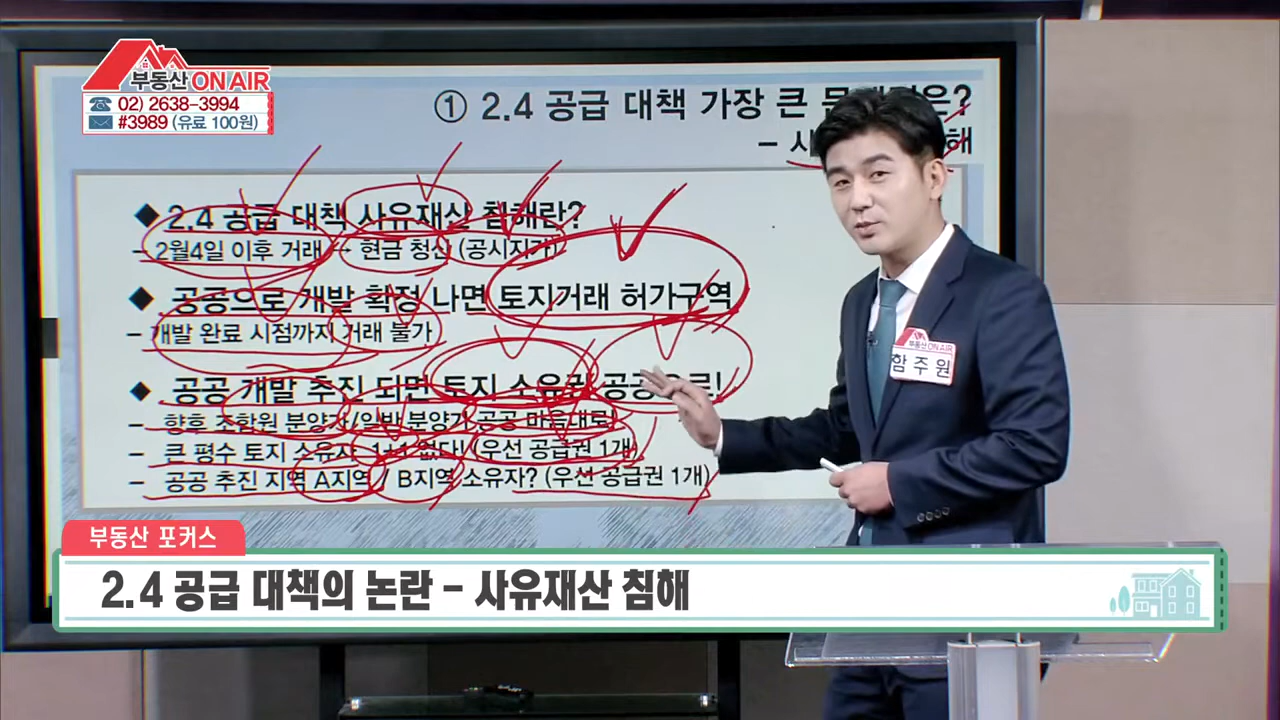 부동산 ON AIR
02) 2638-3994
#3989 (유료 100원)
① 2.4 공급 대책 가장 큰 은?
- 사 해
◆ 2.4 공급 대책 사유재산 침해란?
- 2월4일 이후 거래 → 현금 청산 (공시지가)
◆ 공공으로 개발 확정 나면 토지거래 허가구역
- 개발 완료 시점까지 거래 불가
◆ 공공 개발 추진 되면 토지 소유권 공공으로!
- 향후 조합원 분양가/일반 분양가 공공 마음대로!
- 큰 평수 토지 소유자 1+1 없다! (우선 공급권 1개)
- 공공 추진 지역 A지역 / B지역 소유자? (우선 공급권 1개)
부동산 ON AIR
함주원
부동산 포커스
2.4 공급 대책의 논란 - 사유재산 침해